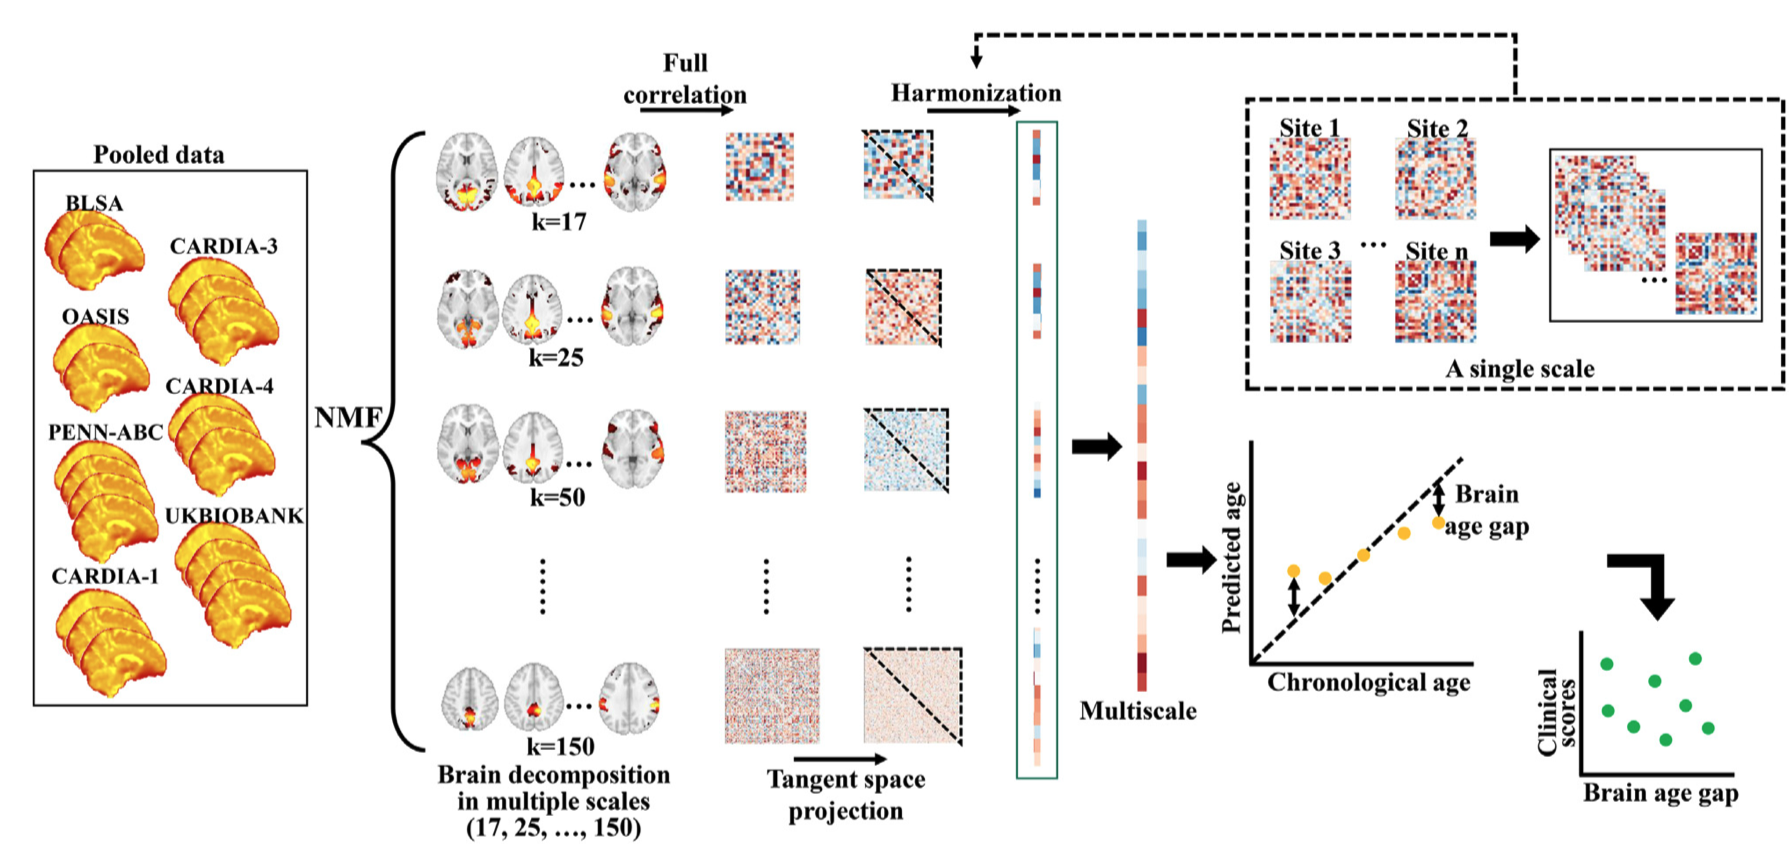 Pooled data
BLSA
CARDIA-3
OASIS
CARDIA-4
PENN-ABC
UKBIOBANK
CARDIA-1
NMF
k=17
k=25
k=50
k=150
Brain decomposition
in multiple scales
(17, 25, ..., 150)
Full
correlation
Tangent space
projection
Harmonization
Multiscale
Site 1
Site 2
Site 3
...
Site n
...
A single scale
Predicted age
Chronological age
Brain
age gap
Clinical
scores
Brain age gap